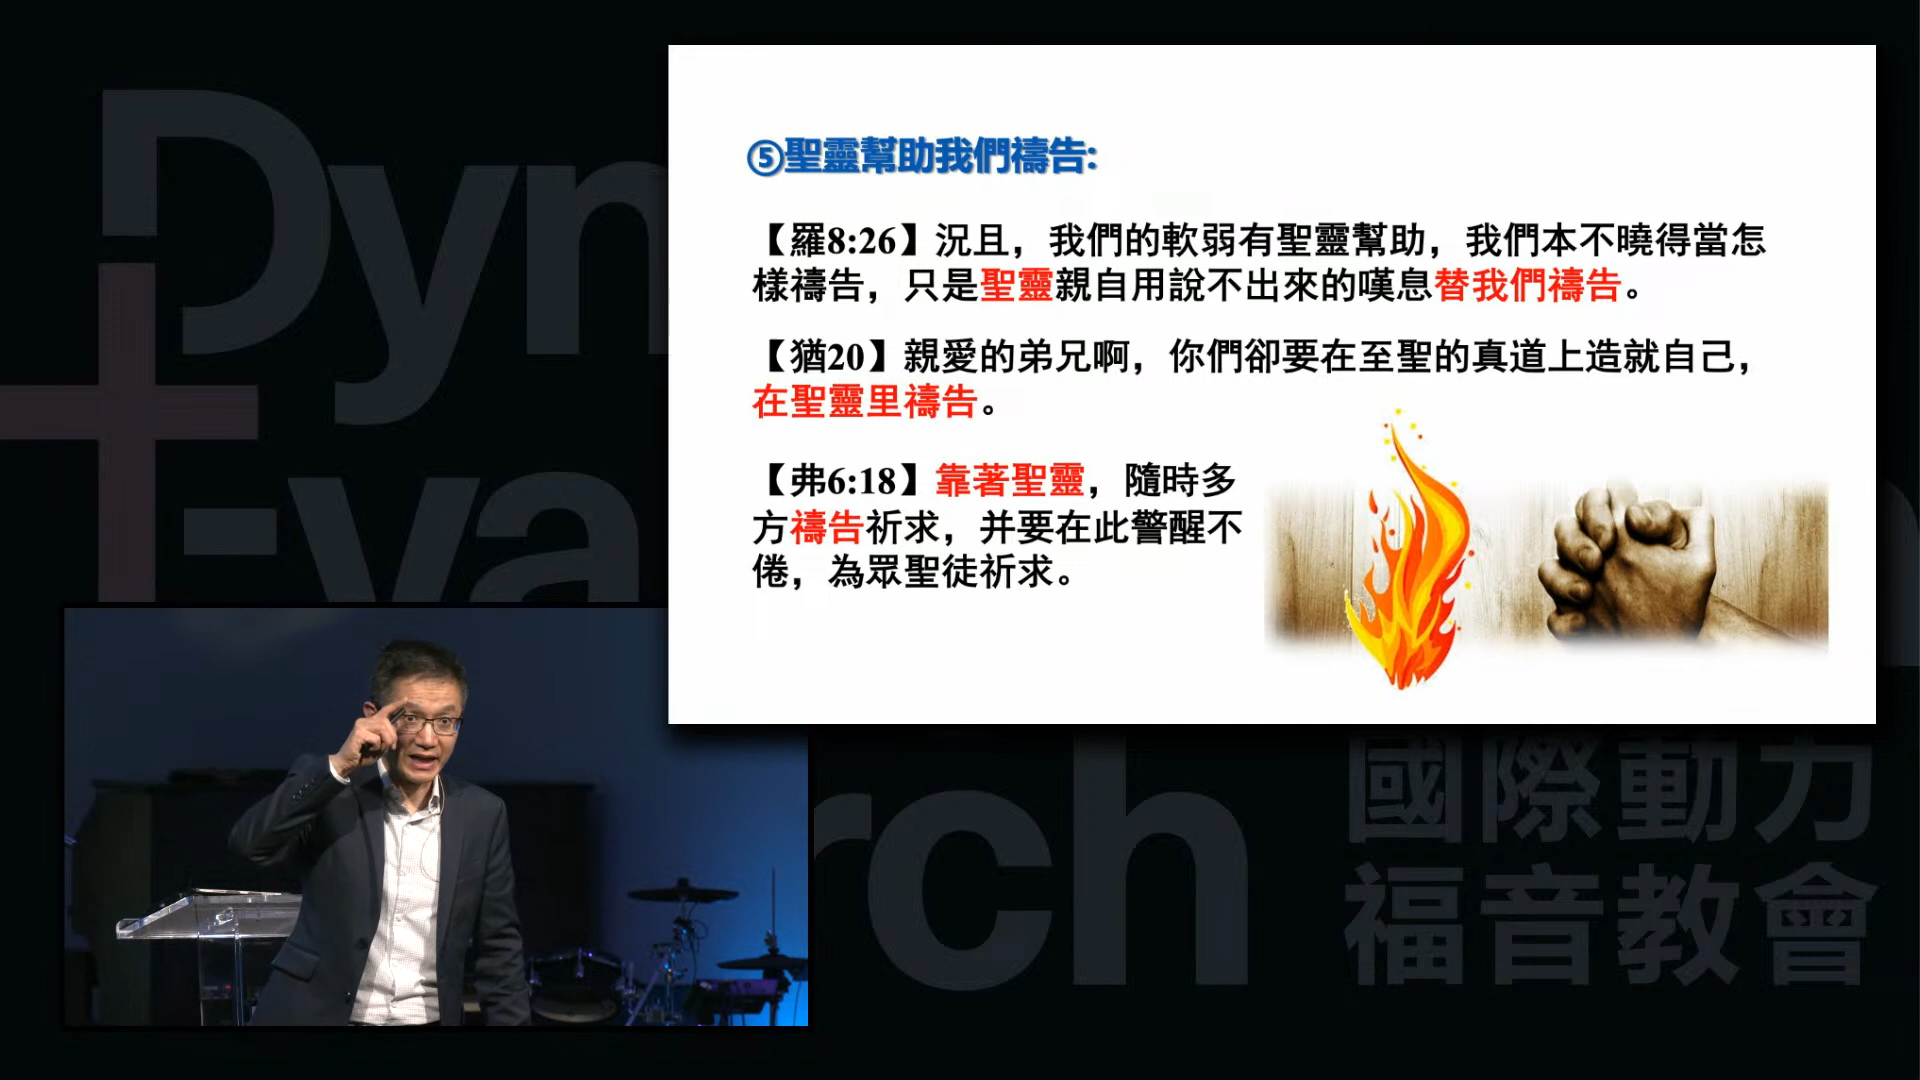 ⑤聖靈幫助我們禱告:
【羅8:26】況且，我們的軟弱有聖靈幫助，我們本不曉得當怎
樣禱告，只是聖靈親自用說不出來的嘆息替我們禱告。
【猶20】親愛的弟兄啊，你們卻要在至聖的真道上造就自己，
在聖靈里禱告。
【弗6:18】靠著聖靈，隨時多
方禱告祈求，并要在此警醒不
倦，為眾聖徒祈求。
Dyn
-va
rch
國際動力
福音教會